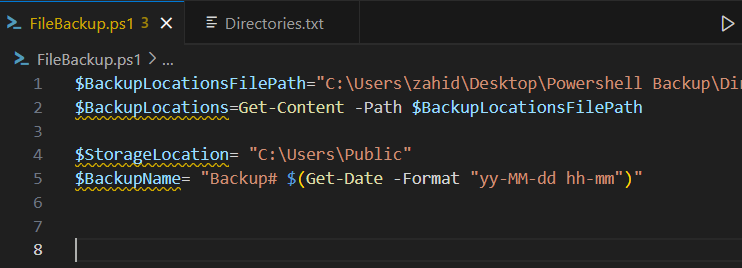 FileBackup.ps1 3 Directories.txt
FileBackup.ps1 > ...
1 $BackupLocationsFilePath="C:\Users\zahid\Desktop\Powershell Backup\Di
2 $BackupLocations=Get-Content -Path $BackupLocationsFilePath
3
4 $StorageLocation= "C:\Users\Public"
5 $BackupName= "Backup# $(Get-Date -Format "yy-MM-dd hh-mm")"
6
7
8